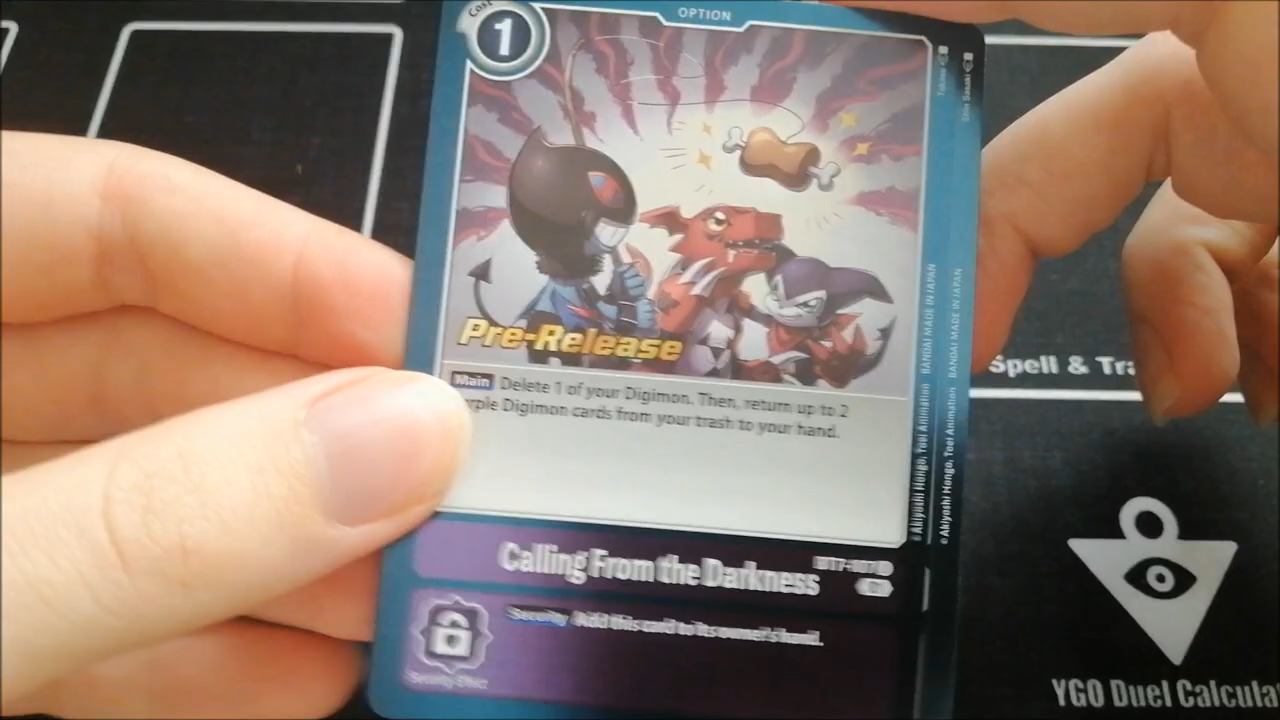 Cost
1
OPTION
Pre-Release
Main Delete 1 of your Digimon. Then, return up to 2
Digimon cards from your trash to your hand.
Calling From the Darkness
Security Add this card to its owner's hand.
Security Effect
© Akiyoshi Hongo, Toei Animation BANDAI MADE IN JAPAN
© Akiyoshi Hongo, Toei Animation BANDAI MADE IN JAPAN
Spell &
YGO Duel